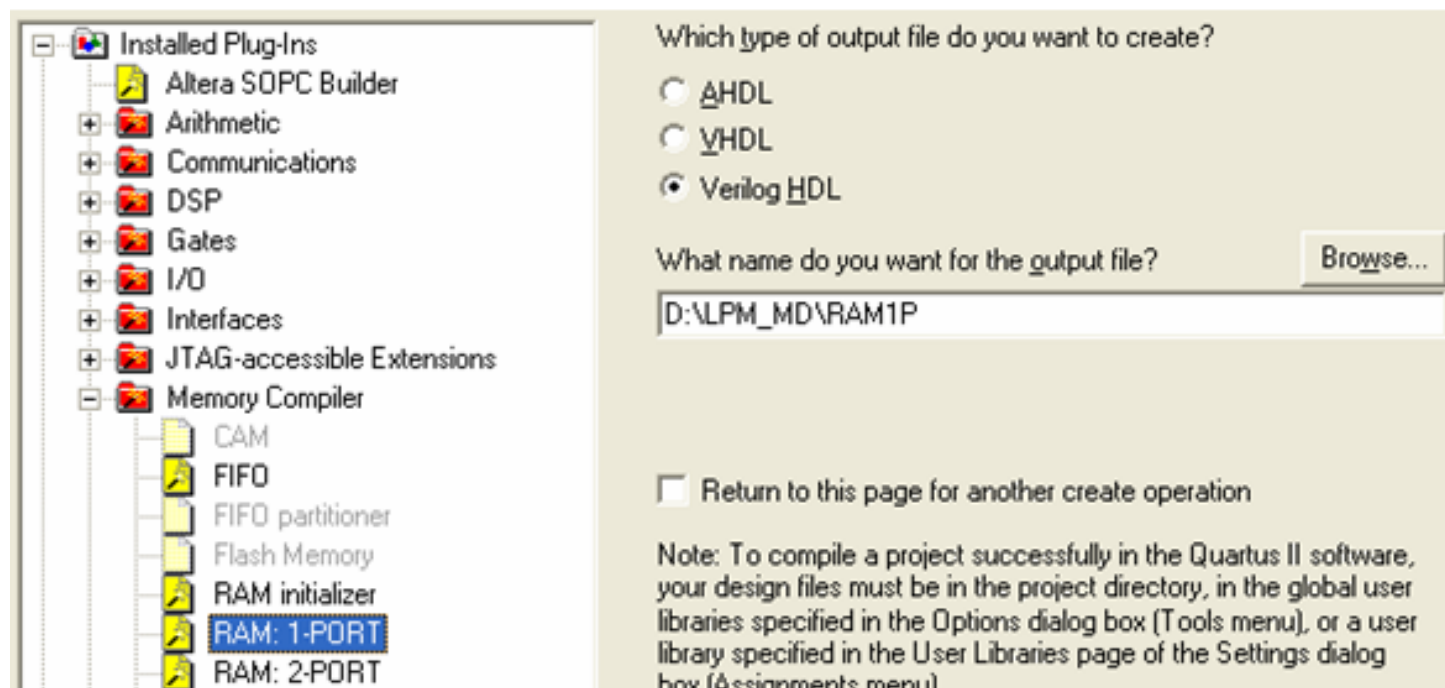 Installed Plug-Ins
Altera SOPC Builder
Arithmetic
Communications
DSP
Gates
I/O
Interfaces
JTAG-accessible Extensions
Memory Compiler
CAM
FIFO
FIFO partitioner
Flash Memory
RAM initializer
RAM: 1-PORT
RAM: 2-PORT
Which type of output file do you want to create?
AHDL
VHDL
Verilog HDL
What name do you want for the output file?
Browse...
D:\LPM_MD\RAM1P
Return to this page for another create operation
Note: To compile a project successfully in the Quartus II software,
your design files must be in the project directory, in the global user
libraries specified in the Options dialog box (Tools menu), or a user
library specified in the User Libraries page of the Settings dialog
box (Assignments menu)